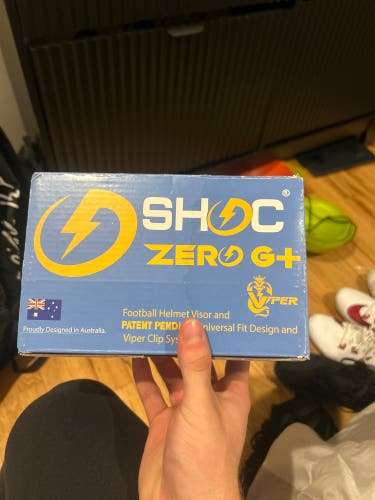 SHOC®
ZERO G+
VIPER
Proudly Designed in Australia.
Football Helmet Visor and
PATENT PEND Universal Fit Design and
Viper Clip Sys